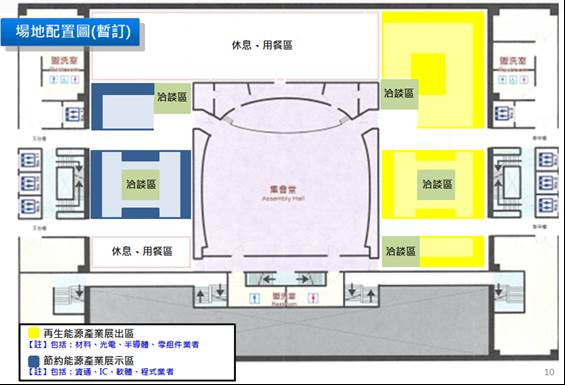 場地配置圖(暫訂)
休息、用餐區
盥洗室
Restroom
洽談區
洽談區
洽談區
集會堂
Assembly Hall
洽談區
休息、用餐區
洽談區
盥洗室
Restroom
再生能源產業展出區
【註】包括：材料、光電、半導體、零組件業者
節約能源產業展示區
【註】包括：資通、IC、軟體、程式業者
10